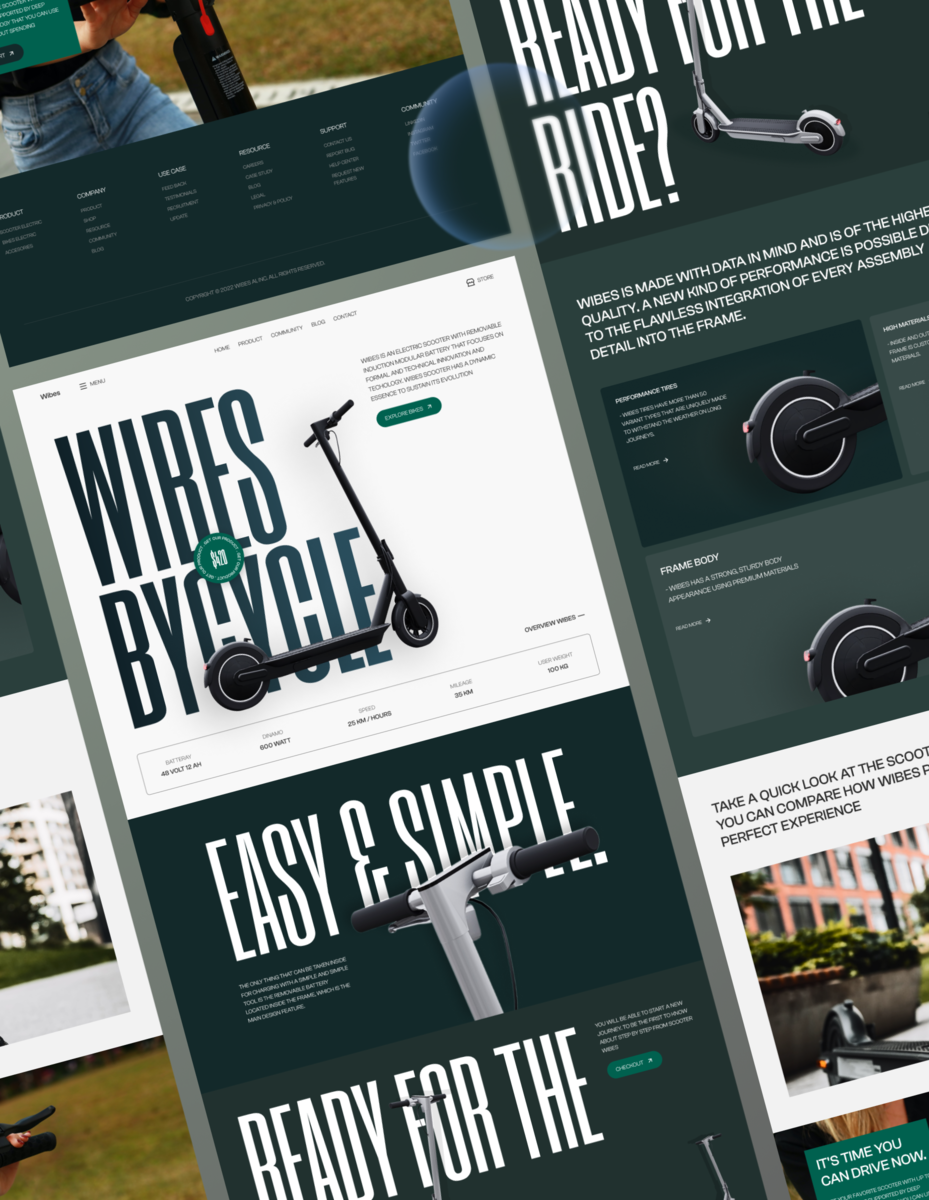 OGY THAT YOU CAN USE
COMPANY
PRODUCT
SHOP
RESOURCE
COMMUNITY
BLOG
USE CASE
FEED BACK
TESTIMONIALS
RECRUITMENT
UPDATE
RESOURCE
CAREERS
CASE STUDY
BLOG
LEGAL
PRIVACY & POLICY
SUPPORT
CONTACT US
REPORT BUG
HELP CENTER
REQUEST NEW
FEATURES
COMMUNITY
COPYRIGHT © 2022 WIBES AI, INC. ALL RIGHTS RESERVED.
Wibes
MENU
HOME
PRODUCT
COMMUNITY
BLOG
CONTACT
STORE
WIBES IS AN ELECTRIC SCOOTER WITH REMOVABLE
INDUCTION MODULAR BATTERY THAT FOCUSES ON
FORMAL AND TECHNICAL INNOVATION AND
TECHOLOGY. WIBES SCOOTER HAS A DYNAMIC
ESSENCE TO SUSTAIN ITS EVOLUTION
EXPLORE BIKES
WIRES
BYCYCLE
$420
OVERVIEW WIBES
BATTERAY
48 VOLT 12 AH
DINAMO
600 WATT
SPEED
25 KM / HOURS
MILEAGE
35 KM
USER WEIGHT
100 KG
EASY & SIMPLE.
THE ONLY THING THAT CAN BE TAKEN INSIDE
FOR CHARGING WITH A SIMPLE AND SIMPLE
TOOL IS THE REMOVABLE BATTERY
LOCATED INSIDE THE FRAME, WHICH IS THE
MAIN DESIGN FEATURE.
READY FOR THE
YOU WILL BE ABLE TO START A NEW
JOURNEY. TO BE THE FIRST TO KNOW
ABOUT STEP BY STEP FROM SCOOTER
WIBES
CHECKOUT
READY FOR THE
RIDE?
WIBES IS MADE WITH DATA IN MIND AND IS OF THE HIGHE
QUALITY. A NEW KIND OF PERFORMANCE IS POSSIBLE D
TO THE FLAWLESS INTEGRATION OF EVERY ASSEMBLY
DETAIL INTO THE FRAME.
PERFORMANCE TIRES
- WIBES TIRES HAVE MORE THAN 50
VARIANT TYPES THAT ARE UNIQUELY MADE
TO WITHSTAND THE WEATHER ON LONG
JOURNEYS.
READ MORE
HIGH MATERIALS
- INSIDE AND OUT
FRAME IS CUSTO
MATERIALS.
READ MORE
FRAME BODY
- WIBES HAS A STRONG, STURDY BODY
APPEARANCE USING PREMIUM MATERIALS
READ MORE
TAKE A QUICK LOOK AT THE SCOOT
YOU CAN COMPARE HOW WIBES P
PERFECT EXPERIENCE
IT'S TIME YOU
CAN DRIVE NOW.